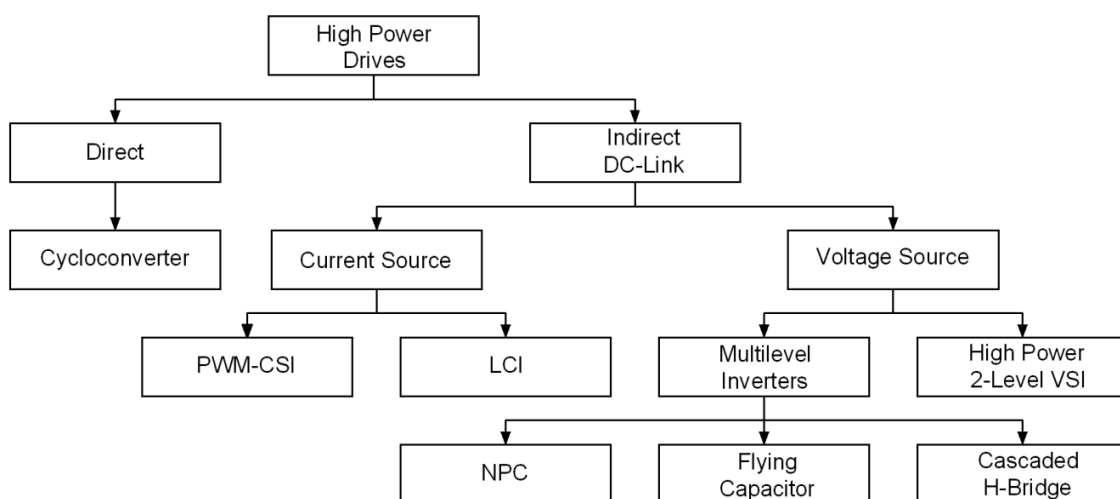 High Power
Drives
Direct
Indirect
DC-Link
Cycloconverter
Current Source
Voltage Source
PWM-CSI
LCI
Multilevel
Inverters
High Power
2-Level VSI
NPC
Flying
Capacitor
Cascaded
H-Bridge